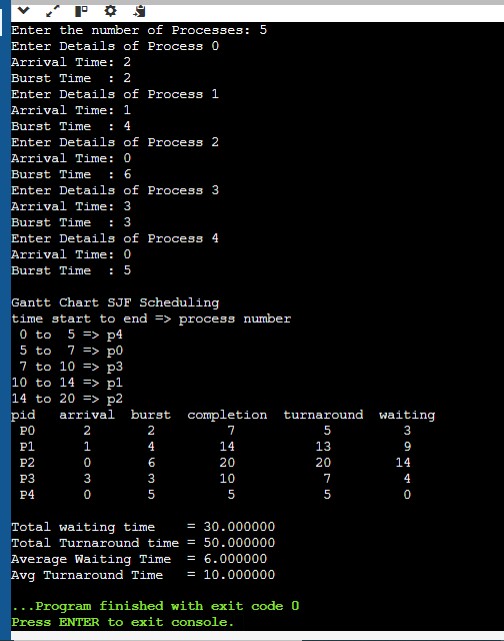 Enter the number of Processes: 5
Enter Details of Process 0
Arrival Time: 2
Burst Time  : 2
Enter Details of Process 1
Arrival Time: 1
Burst Time  : 4
Enter Details of Process 2
Arrival Time: 0
Burst Time  : 6
Enter Details of Process 3
Arrival Time: 3
Burst Time  : 3
Enter Details of Process 4
Arrival Time: 0
Burst Time  : 5
Gantt Chart SJF Scheduling
time start to end => process number
 0 to  5 => p4
 5 to  7 => p0
 7 to 10 => p3
10 to 14 => p1
14 to 20 => p2
pid   arrival  burst  completion  turnaround  waiting
 P0      2       2        7           5          3
 P1      1       4       14          13          9
 P2      0       6       20          20         14
 P3      3       3       10           7          4
 P4      0       5        5           5          0
Total waiting time    = 30.000000
Total Turnaround time = 50.000000
Average Waiting Time  = 6.000000
Avg Turnaround Time   = 10.000000
...Program finished with exit code 0
Press ENTER to exit console.